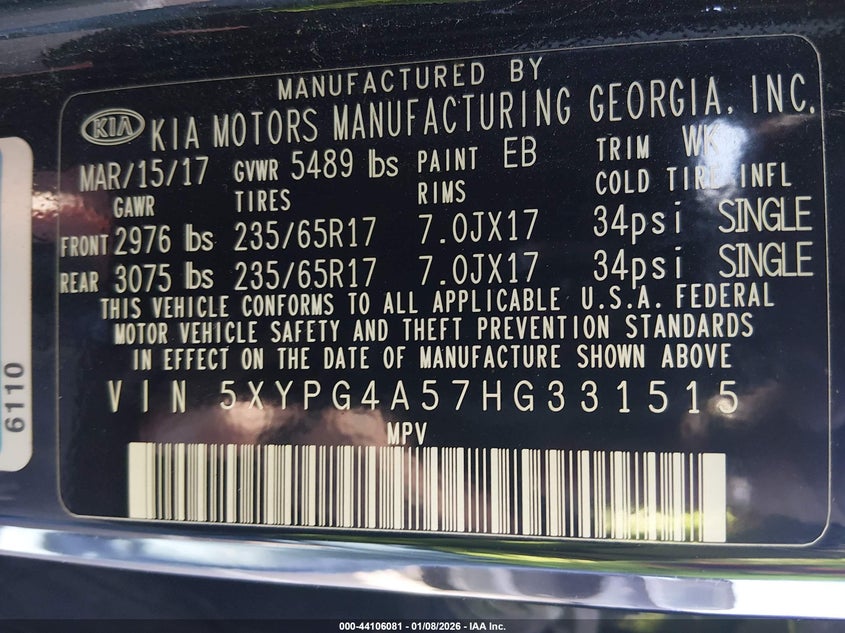 MANUFACTURED BY
KIA KIA MOTORS MANUFACTURING GEORGIA, INC.
MAR/15/17 GVWR 5489 lbs PAINT EB TRIM WK
GAWR TIRES RIMS COLD TIRE INFL
FRONT 2976 lbs 235/65R17 7.0JX17 34psi SINGLE
REAR 3075 lbs 235/65R17 7.0JX17 34psi SINGLE
THIS VEHICLE CONFORMS TO ALL APPLICABLE U.S.A. FEDERAL
MOTOR VEHICLE SAFETY AND THEFT PREVENTION STANDARDS
IN EFFECT ON THE DATE OF MANUFACTURE SHOWN ABOVE
VIN 5XYPG4A57HG331515
MPV
6110
000-44106081 - 01/08/2026 - IAA Inc.